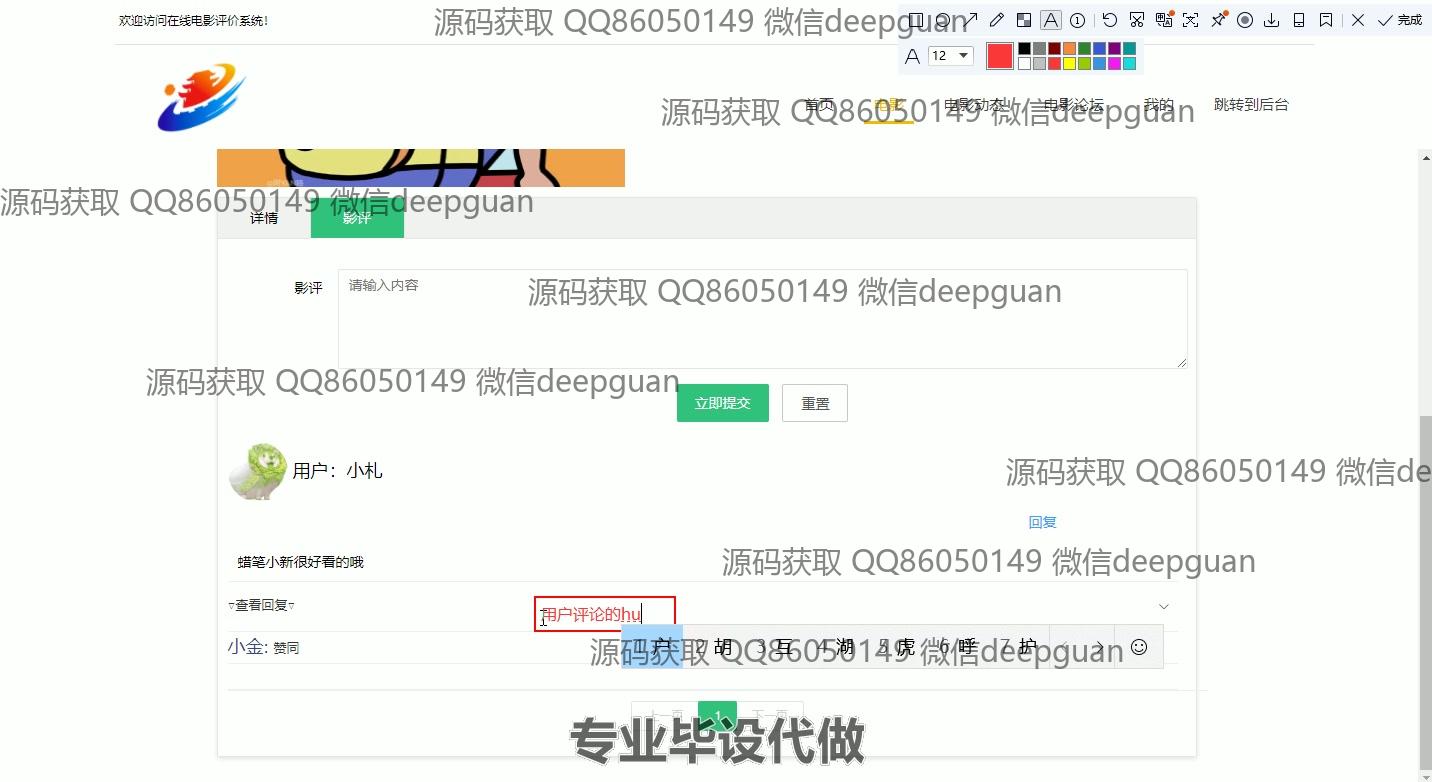 欢迎访问在线电影评价系统!
源码获取 QQ86050149 微信deepguan
完成
A 12
首页 电影动态 电影论坛 我的 跳转到后台
源码获取 QQ86050149 微信deepguan
源码获取 QQ86050149 微信deepguan
详情 影评
影评 请输入内容
源码获取 QQ86050149 微信deepguan
源码获取 QQ86050149 微信deepguan
立即提交 重置
用户：小札
源码获取 QQ86050149 微信de
回复
蜡笔小新很好看的哦
源码获取 QQ86050149 微信deepguan
▿查看回复▿
用户评论的hu
小金: 赞同
1 户 2 胡 3 互 4 湖 5 虎 6 呼 7 护
源码获取 QQ86050149 微信deepguan
上一页 1 下一页
专业毕设代做